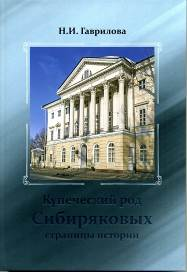 Н.И. Гаврилова
Купеческий род
Сибиряковых
страницы истории